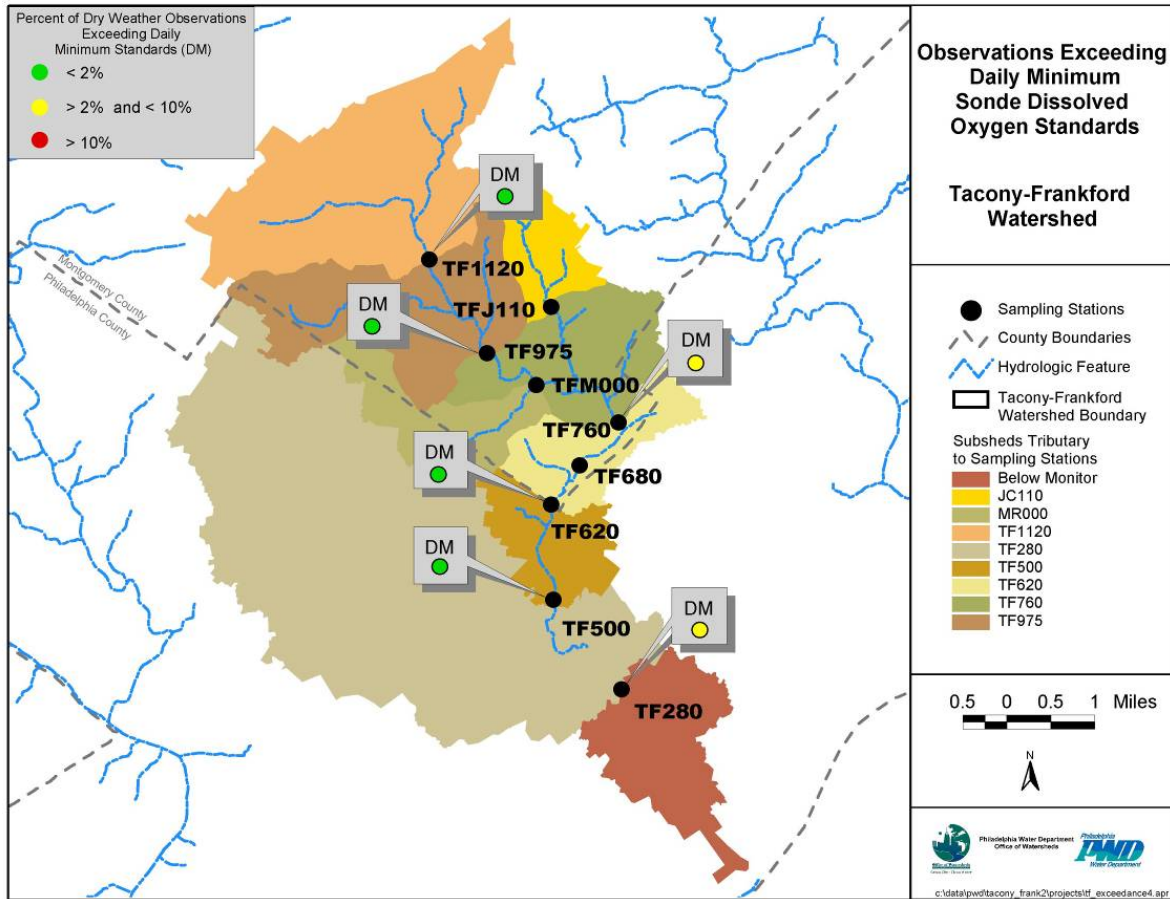 Percent of Dry Weather Observations
Exceeding Daily
Minimum Standards (DM)
< 2%
> 2% and < 10%
> 10%
Montgomery County
Philadelphia County
DM
TF1120
TFJ110
DM
TF975
DM
TFM000
TF760
DM
TF680
TF620
DM
TF500
DM
TF280
Observations Exceeding
Daily Minimum
Sonde Dissolved
Oxygen Standards
Tacony-Frankford
Watershed
Sampling Stations
County Boundaries
Hydrologic Feature
Tacony-Frankford
Watershed Boundary
Subsheds Tributary
to Sampling Stations
Below Monitor
JC110
MR000
TF1120
TF280
TF500
TF620
TF760
TF975
0.5 0 0.5 1 Miles
N
Philadelphia Water Department
Office of Watersheds
Philadelphia
PWD
Water Department
c:\data\pwd\tacony_frank2\projects\tf_exceedance4.apr